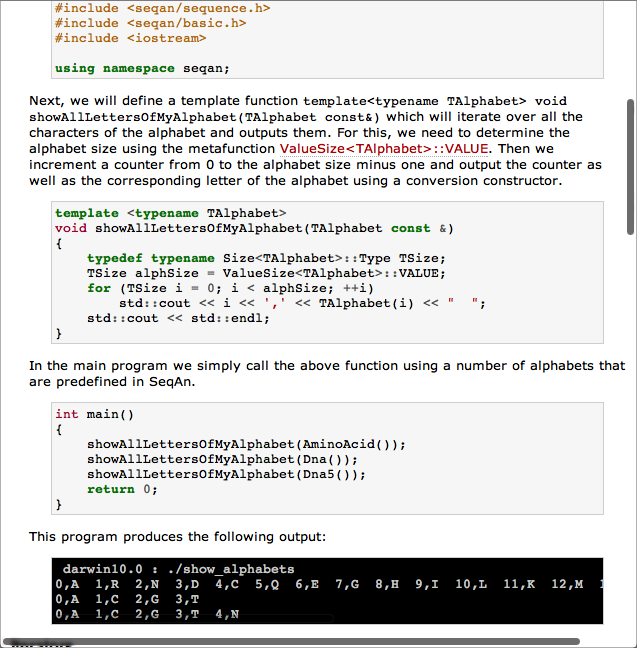 #include <seqan/sequence.h>
#include <seqan/basic.h>
#include <iostream>
using namespace seqan;
Next, we will define a template function template<typename TAlphabet> void
showAllLettersOfMyAlphabet(TAlphabet const&) which will iterate over all the
characters of the alphabet and outputs them. For this, we need to determine the
alphabet size using the metafunction ValueSize<TAlphabet>::VALUE. Then we
increment a counter from 0 to the alphabet size minus one and output the counter as
well as the corresponding letter of the alphabet using a conversion constructor.
template <typename TAlphabet>
void showAllLettersOfMyAlphabet(TAlphabet const &)
{
    typedef typename Size<TAlphabet>::Type TSize;
    TSize alphSize = ValueSize<TAlphabet>::VALUE;
    for (TSize i = 0; i < alphSize; ++i)
        std::cout << i << ',' << TAlphabet(i) << "  ";
    std::cout << std::endl;
}
In the main program we simply call the above function using a number of alphabets that
are predefined in SeqAn.
int main()
{
    showAllLettersOfMyAlphabet(AminoAcid());
    showAllLettersOfMyAlphabet(Dna());
    showAllLettersOfMyAlphabet(Dna5());
    return 0;
}
This program produces the following output:
darwin10.0 : ./show_alphabets
0,A  1,R  2,N  3,D  4,C  5,Q  6,E  7,G  8,H  9,I  10,L  11,K  12,M
0,A  1,C  2,G  3,T
0,A  1,C  2,G  3,T  4,N